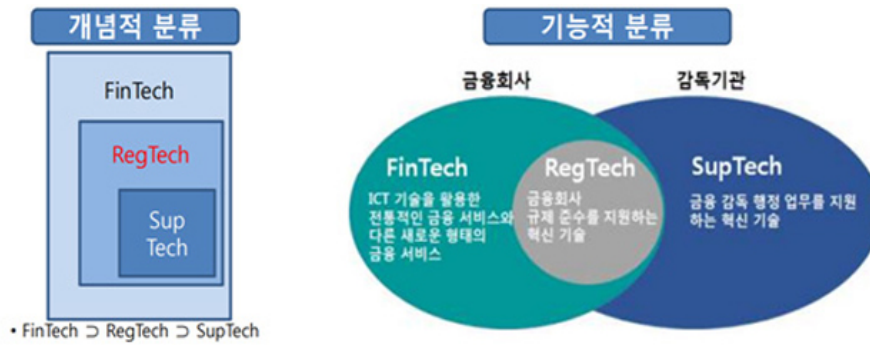 개념적 분류
FinTech
RegTech
Sup
Tech
• FinTech ⊃ RegTech ⊃ SupTech
기능적 분류
금융회사
감독기관
FinTech
ICT 기술을 활용한
전통적인 금융 서비스와
다른 새로운 형태의
금융 서비스
RegTech
금융회사
규제 준수를 지원하는
혁신 기술
SupTech
금융 감독 행정 업무를 지원
하는 혁신 기술